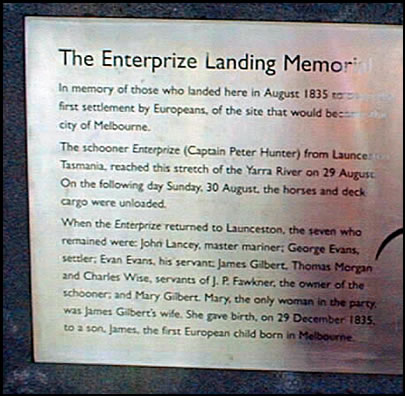 The Enterprize Landing Memorial
In memory of those who landed here in August 1835 to
first settlement by Europeans, of the site that would become the
city of Melbourne.
The schooner Enterprize (Captain Peter Hunter) from Launceston
Tasmania, reached this stretch of the Yarra River on 29 August.
On the following day Sunday, 30 August, the horses and deck
cargo were unloaded.
When the Enterprize returned to Launceston, the seven who
remained were: John Lancey, master mariner; George Evans,
settler; Evan Evans, his servant; James Gilbert, Thomas Morgan
and Charles Wise, servants of J. P. Fawkner, the owner of the
schooner; and Mary Gilbert. Mary, the only woman in the party,
was James Gilbert's wife. She gave birth, on 29 December 1835,
to a son, James, the first European child born in Melbourne.